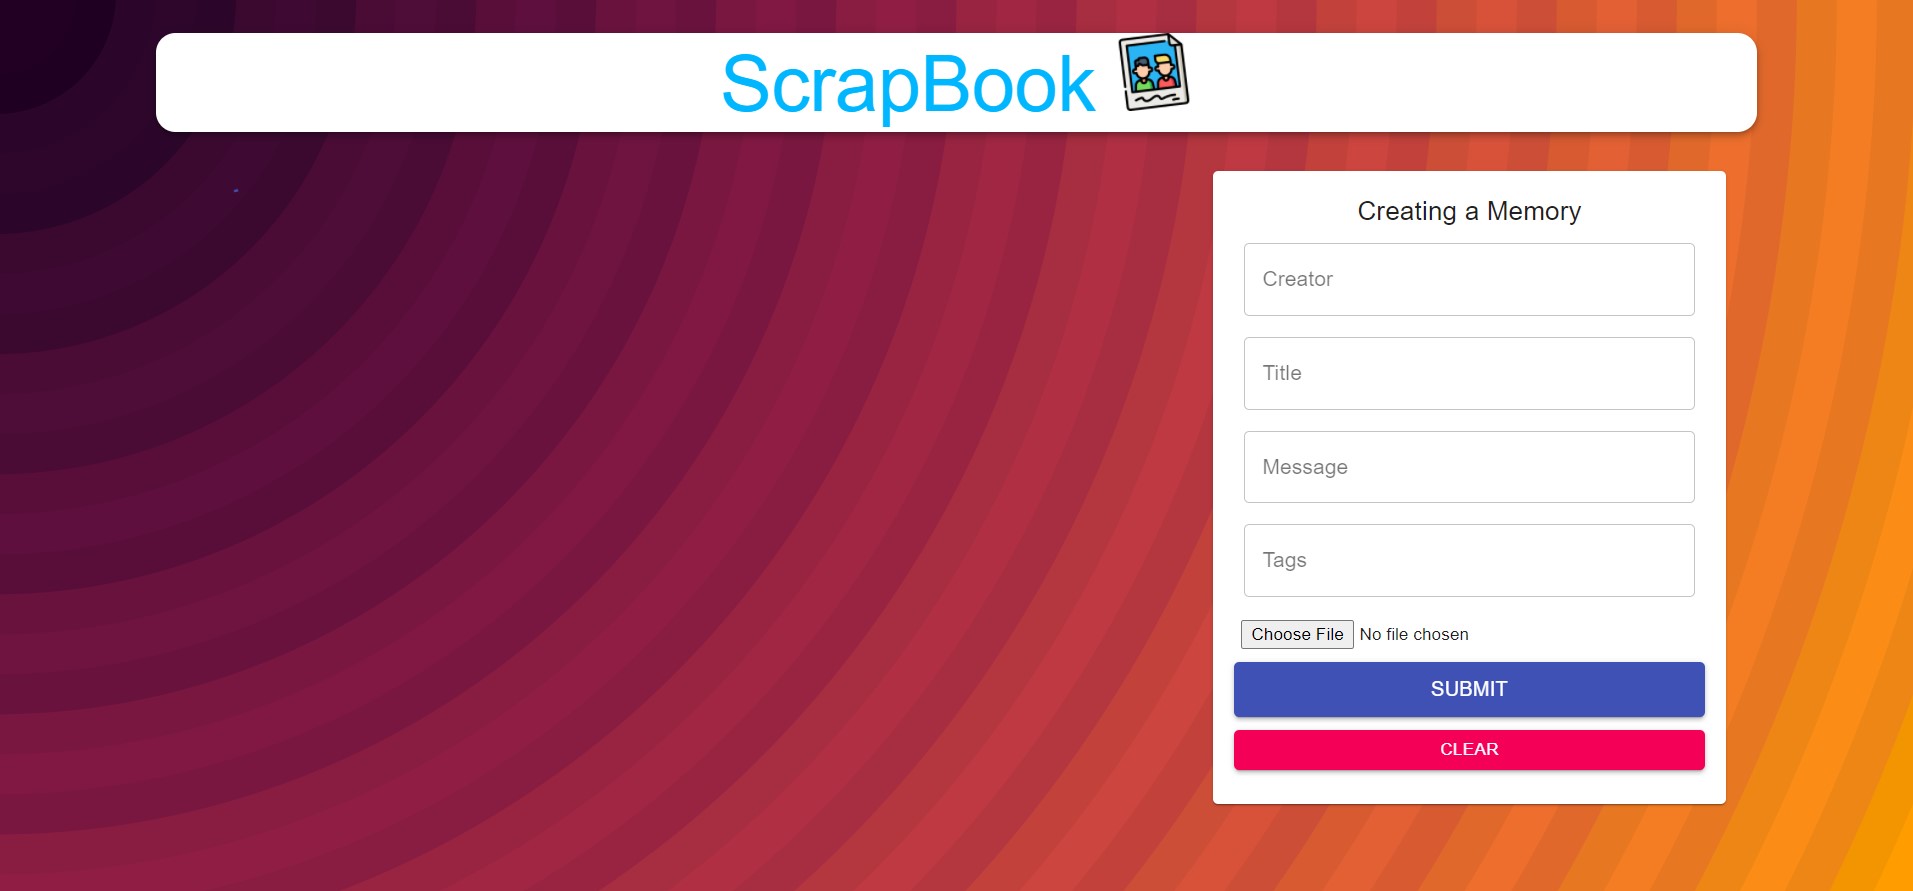 ScrapBook
Creating a Memory
Creator
Title
Message
Tags
Choose File No file chosen
SUBMIT
CLEAR